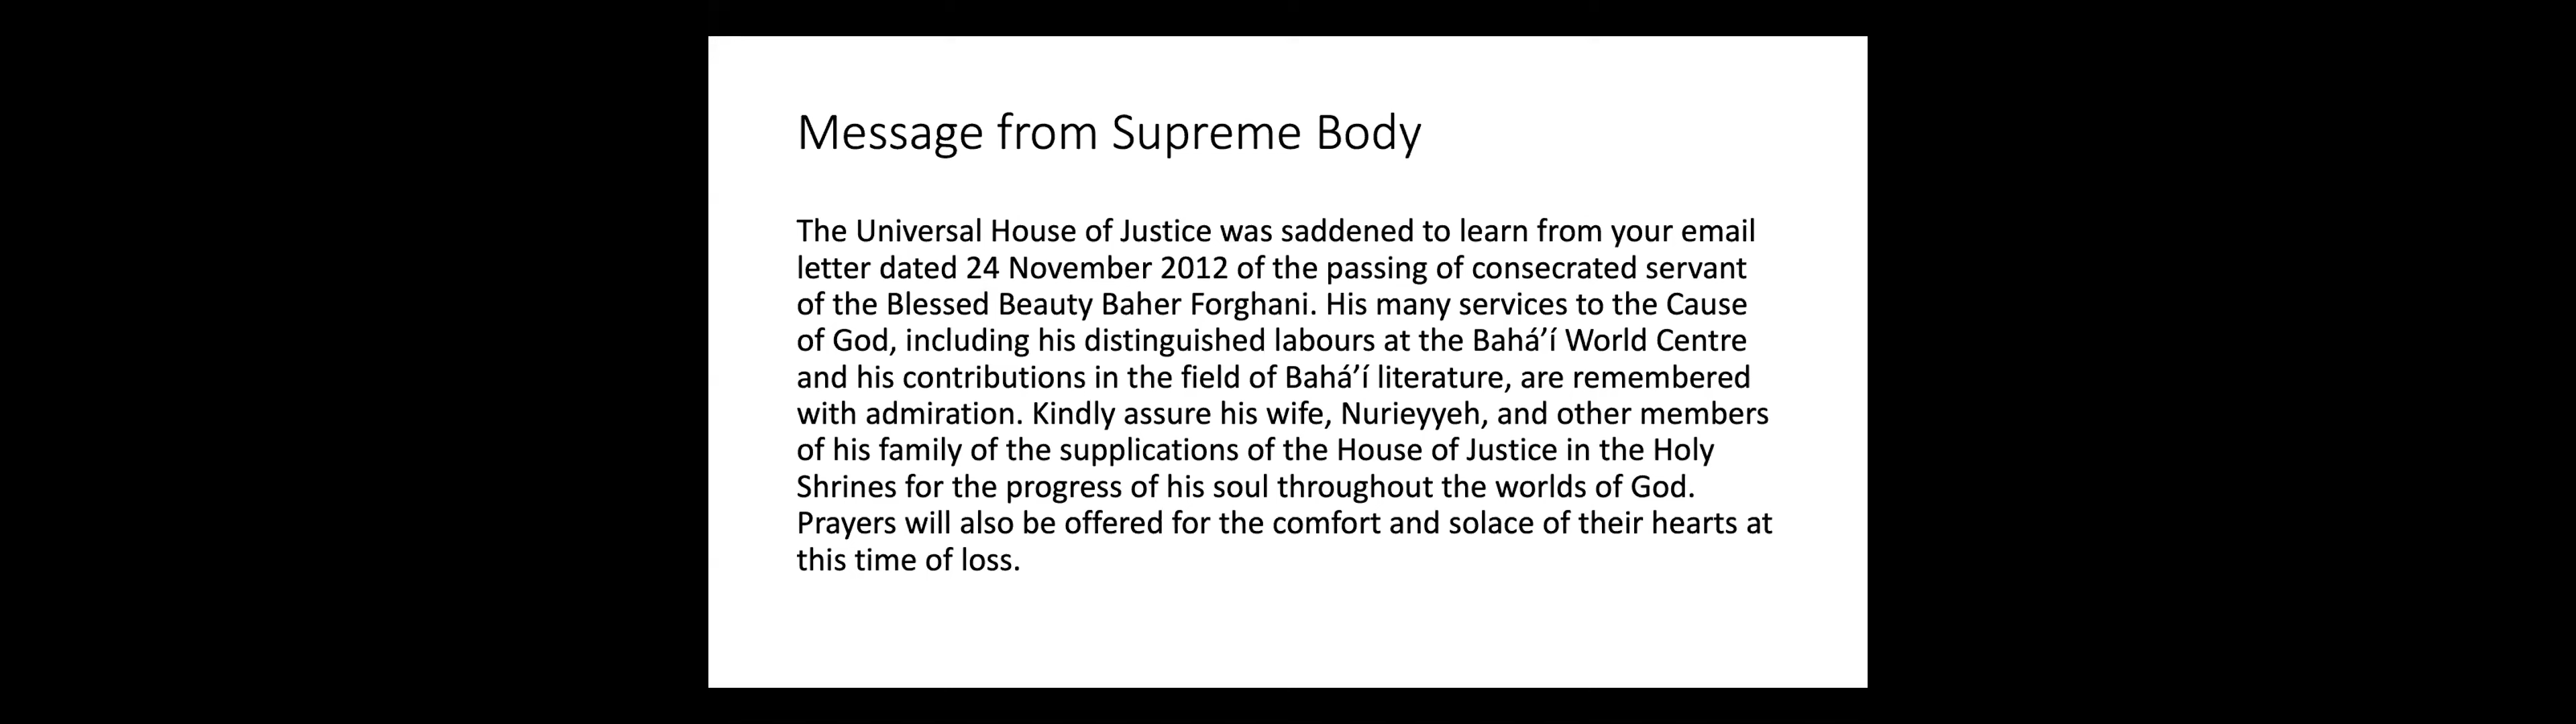 Message from Supreme Body
The Universal House of Justice was saddened to learn from your email
letter dated 24 November 2012 of the passing of consecrated servant
of the Blessed Beauty Baher Forghani. His many services to the Cause
of God, including his distinguished labours at the Bahá’í World Centre
and his contributions in the field of Bahá’í literature, are remembered
with admiration. Kindly assure his wife, Nurieyyeh, and other members
of his family of the supplications of the House of Justice in the Holy
Shrines for the progress of his soul throughout the worlds of God.
Prayers will also be offered for the comfort and solace of their hearts at
this time of loss.